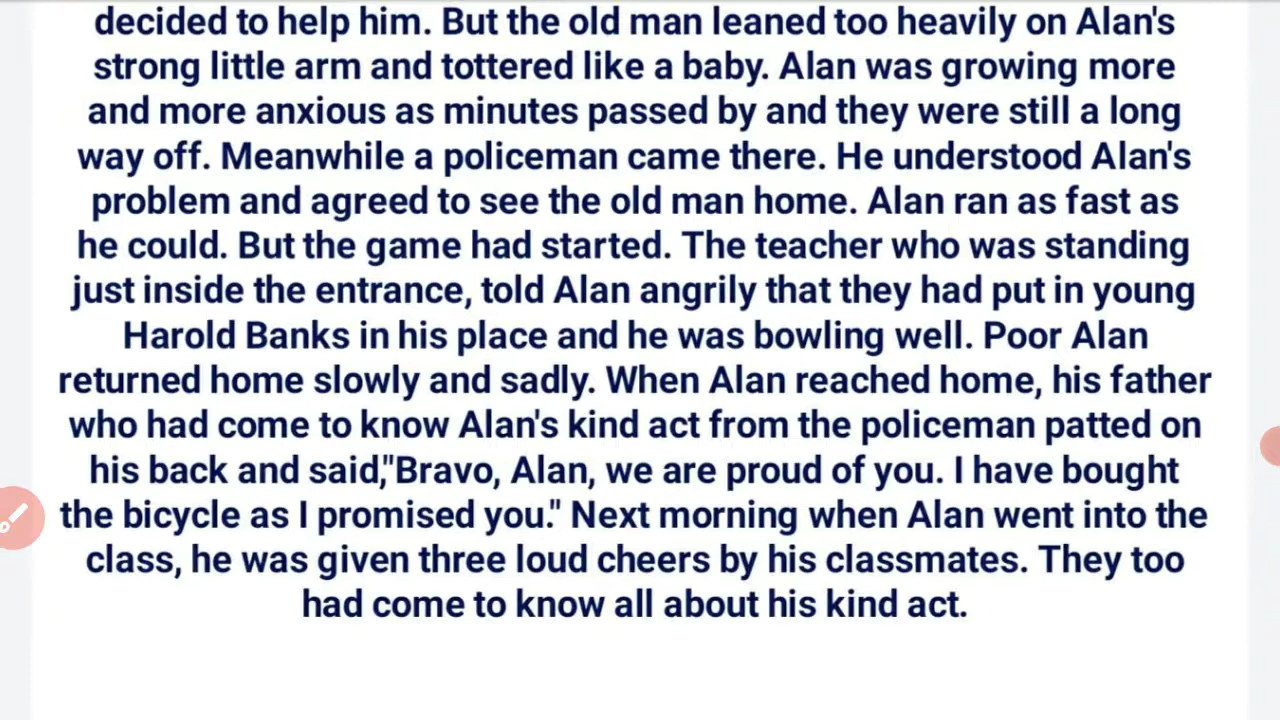 decided to help him. But the old man leaned too heavily on Alan's
strong little arm and tottered like a baby. Alan was growing more
and more anxious as minutes passed by and they were still a long
way off. Meanwhile a policeman came there. He understood Alan's
problem and agreed to see the old man home. Alan ran as fast as
he could. But the game had started. The teacher who was standing
just inside the entrance, told Alan angrily that they had put in young
Harold Banks in his place and he was bowling well. Poor Alan
returned home slowly and sadly. When Alan reached home, his father
who had come to know Alan's kind act from the policeman patted on
his back and said,"Bravo, Alan, we are proud of you. I have bought
the bicycle as I promised you." Next morning when Alan went into the
class, he was given three loud cheers by his classmates. They too
had come to know all about his kind act.